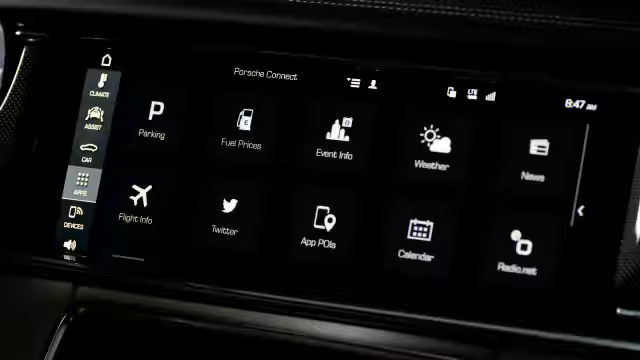 Porsche Connect
LTE
8:47 AM
CLIMATE
ASSIST
CAR
APPS
DEVICES
P
Parking
Fuel Prices
Event Info
Weather
News
Flight Info
Twitter
App POIs
Calendar
Radio.net